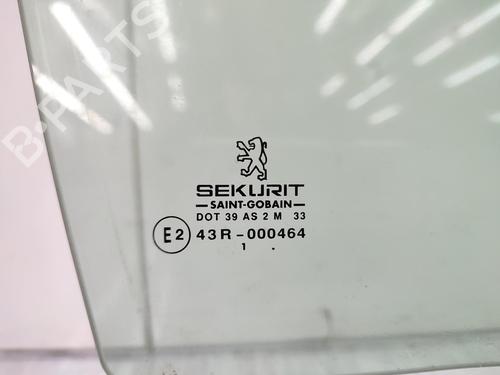 B-PARTS
SEKURIT
SAINT-GOBAIN
DOT 39 AS 2 M 33
E2 43R-000464
1